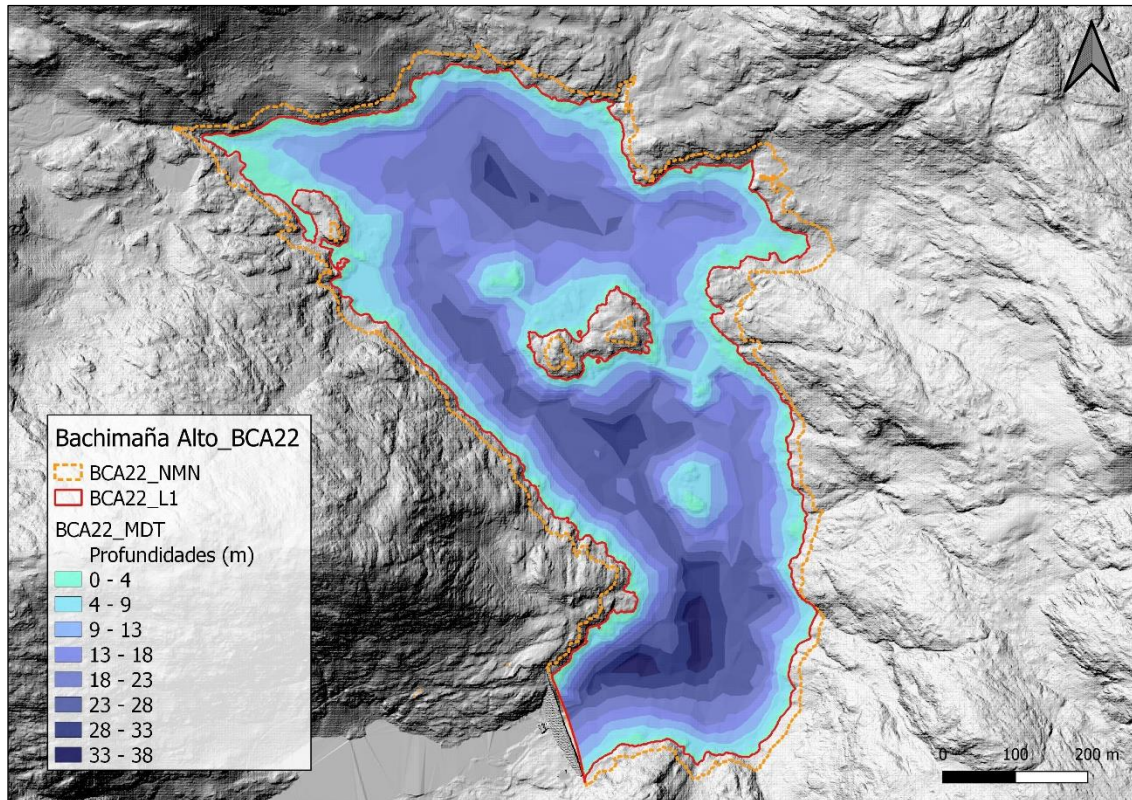 Bachimaña Alto_BCA22
BCA22_NMN
BCA22_L1
BCA22_MDT
Profundidades (m)
0 - 4
4 - 9
9 - 13
13 - 18
18 - 23
23 - 28
28 - 33
33 - 38
0 100 200 m